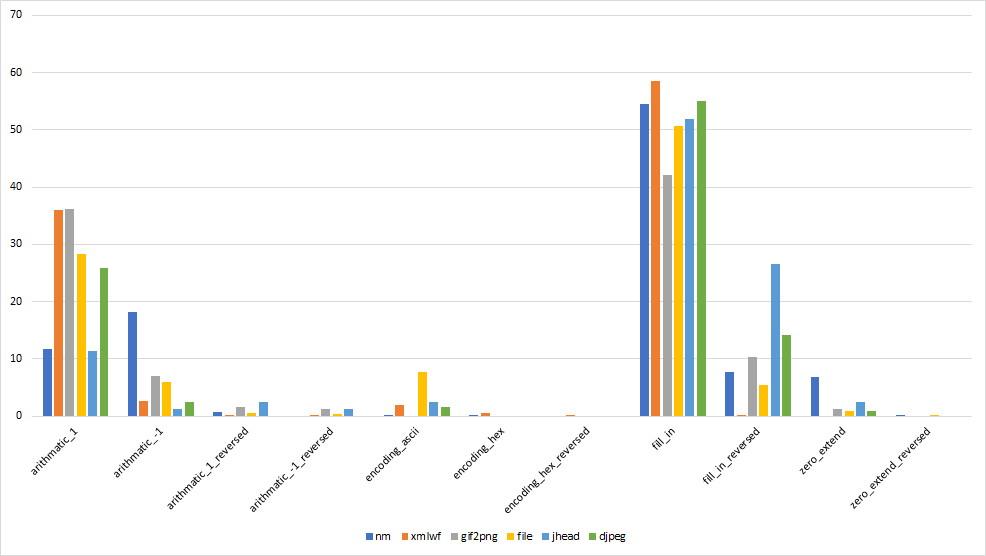 70
60
50
40
30
20
10
0
arithmatic_1
arithmatic_-1
arithmatic_1_reversed
arithmatic_-1_reversed
encoding_ascii
encoding_hex
encoding_hex_reversed
fill_in
fill_in_reversed
zero_extend
zero_extend_reversed
nm xmlwf gif2png file jhead djpeg